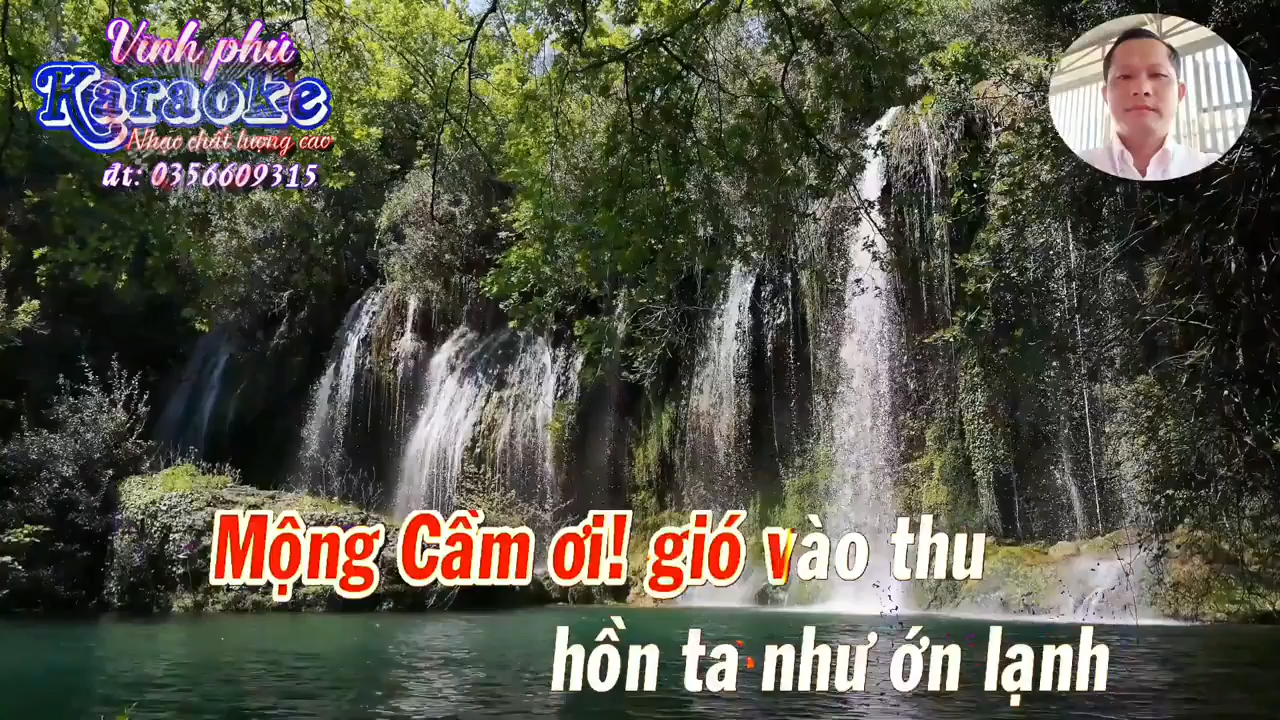 Vĩnh phú
Karaoke
Nhạc chất lượng cao
đt: 0356609315
Mộng Cầm ơi! gió vào thu
hồn ta như ớn lạnh